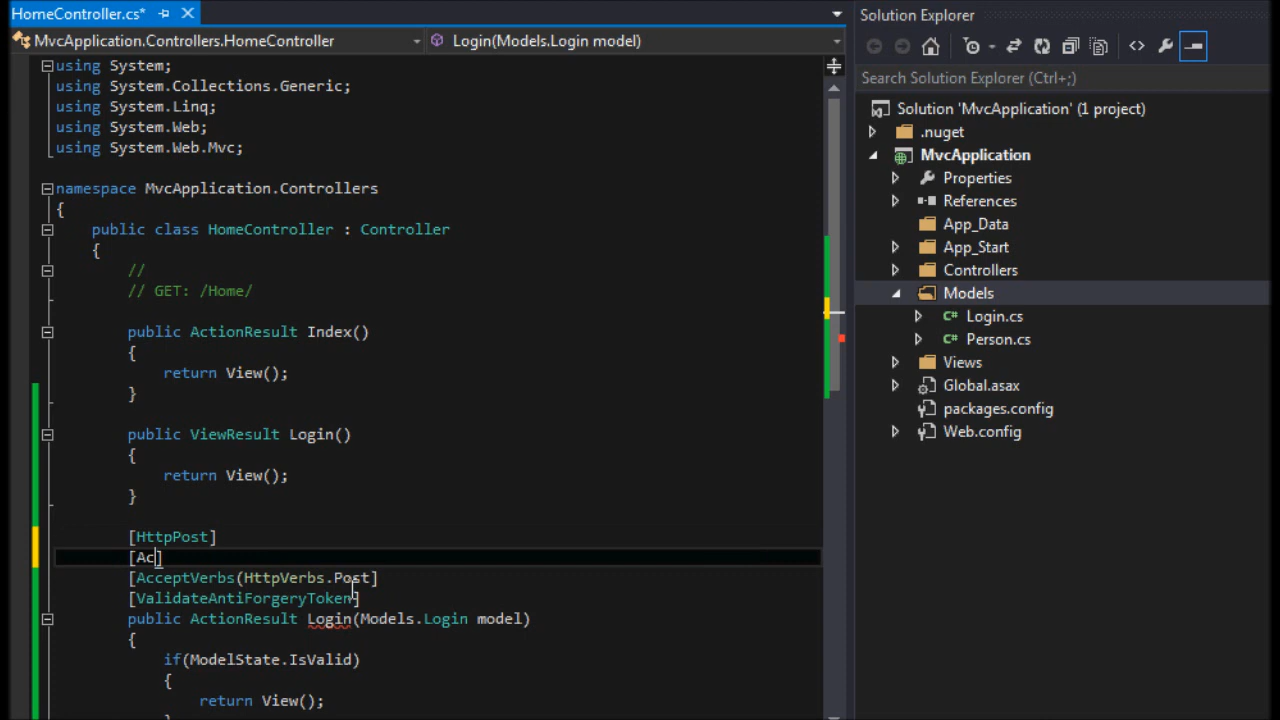 HomeController.cs*
MvcApplication.Controllers.HomeController
Login(Models.Login model)
using System;
using System.Collections.Generic;
using System.Linq;
using System.Web;
using System.Web.Mvc;
namespace MvcApplication.Controllers
{
public class HomeController : Controller
{
//
// GET: /Home/
public ActionResult Index()
{
return View();
}
public ViewResult Login()
{
return View();
}
[HttpPost]
[Ac]
[AcceptVerbs(HttpVerbs.Post]
[ValidateAntiForgeryToken]
public ActionResult Login(Models.Login model)
{
if(ModelState.IsValid)
{
return View();
}
Solution Explorer
Search Solution Explorer (Ctrl+;)
Solution 'MvcApplication' (1 project)
.nuget
MvcApplication
Properties
References
App_Data
App_Start
Controllers
Models
C# Login.cs
C# Person.cs
Views
Global.asax
packages.config
Web.config